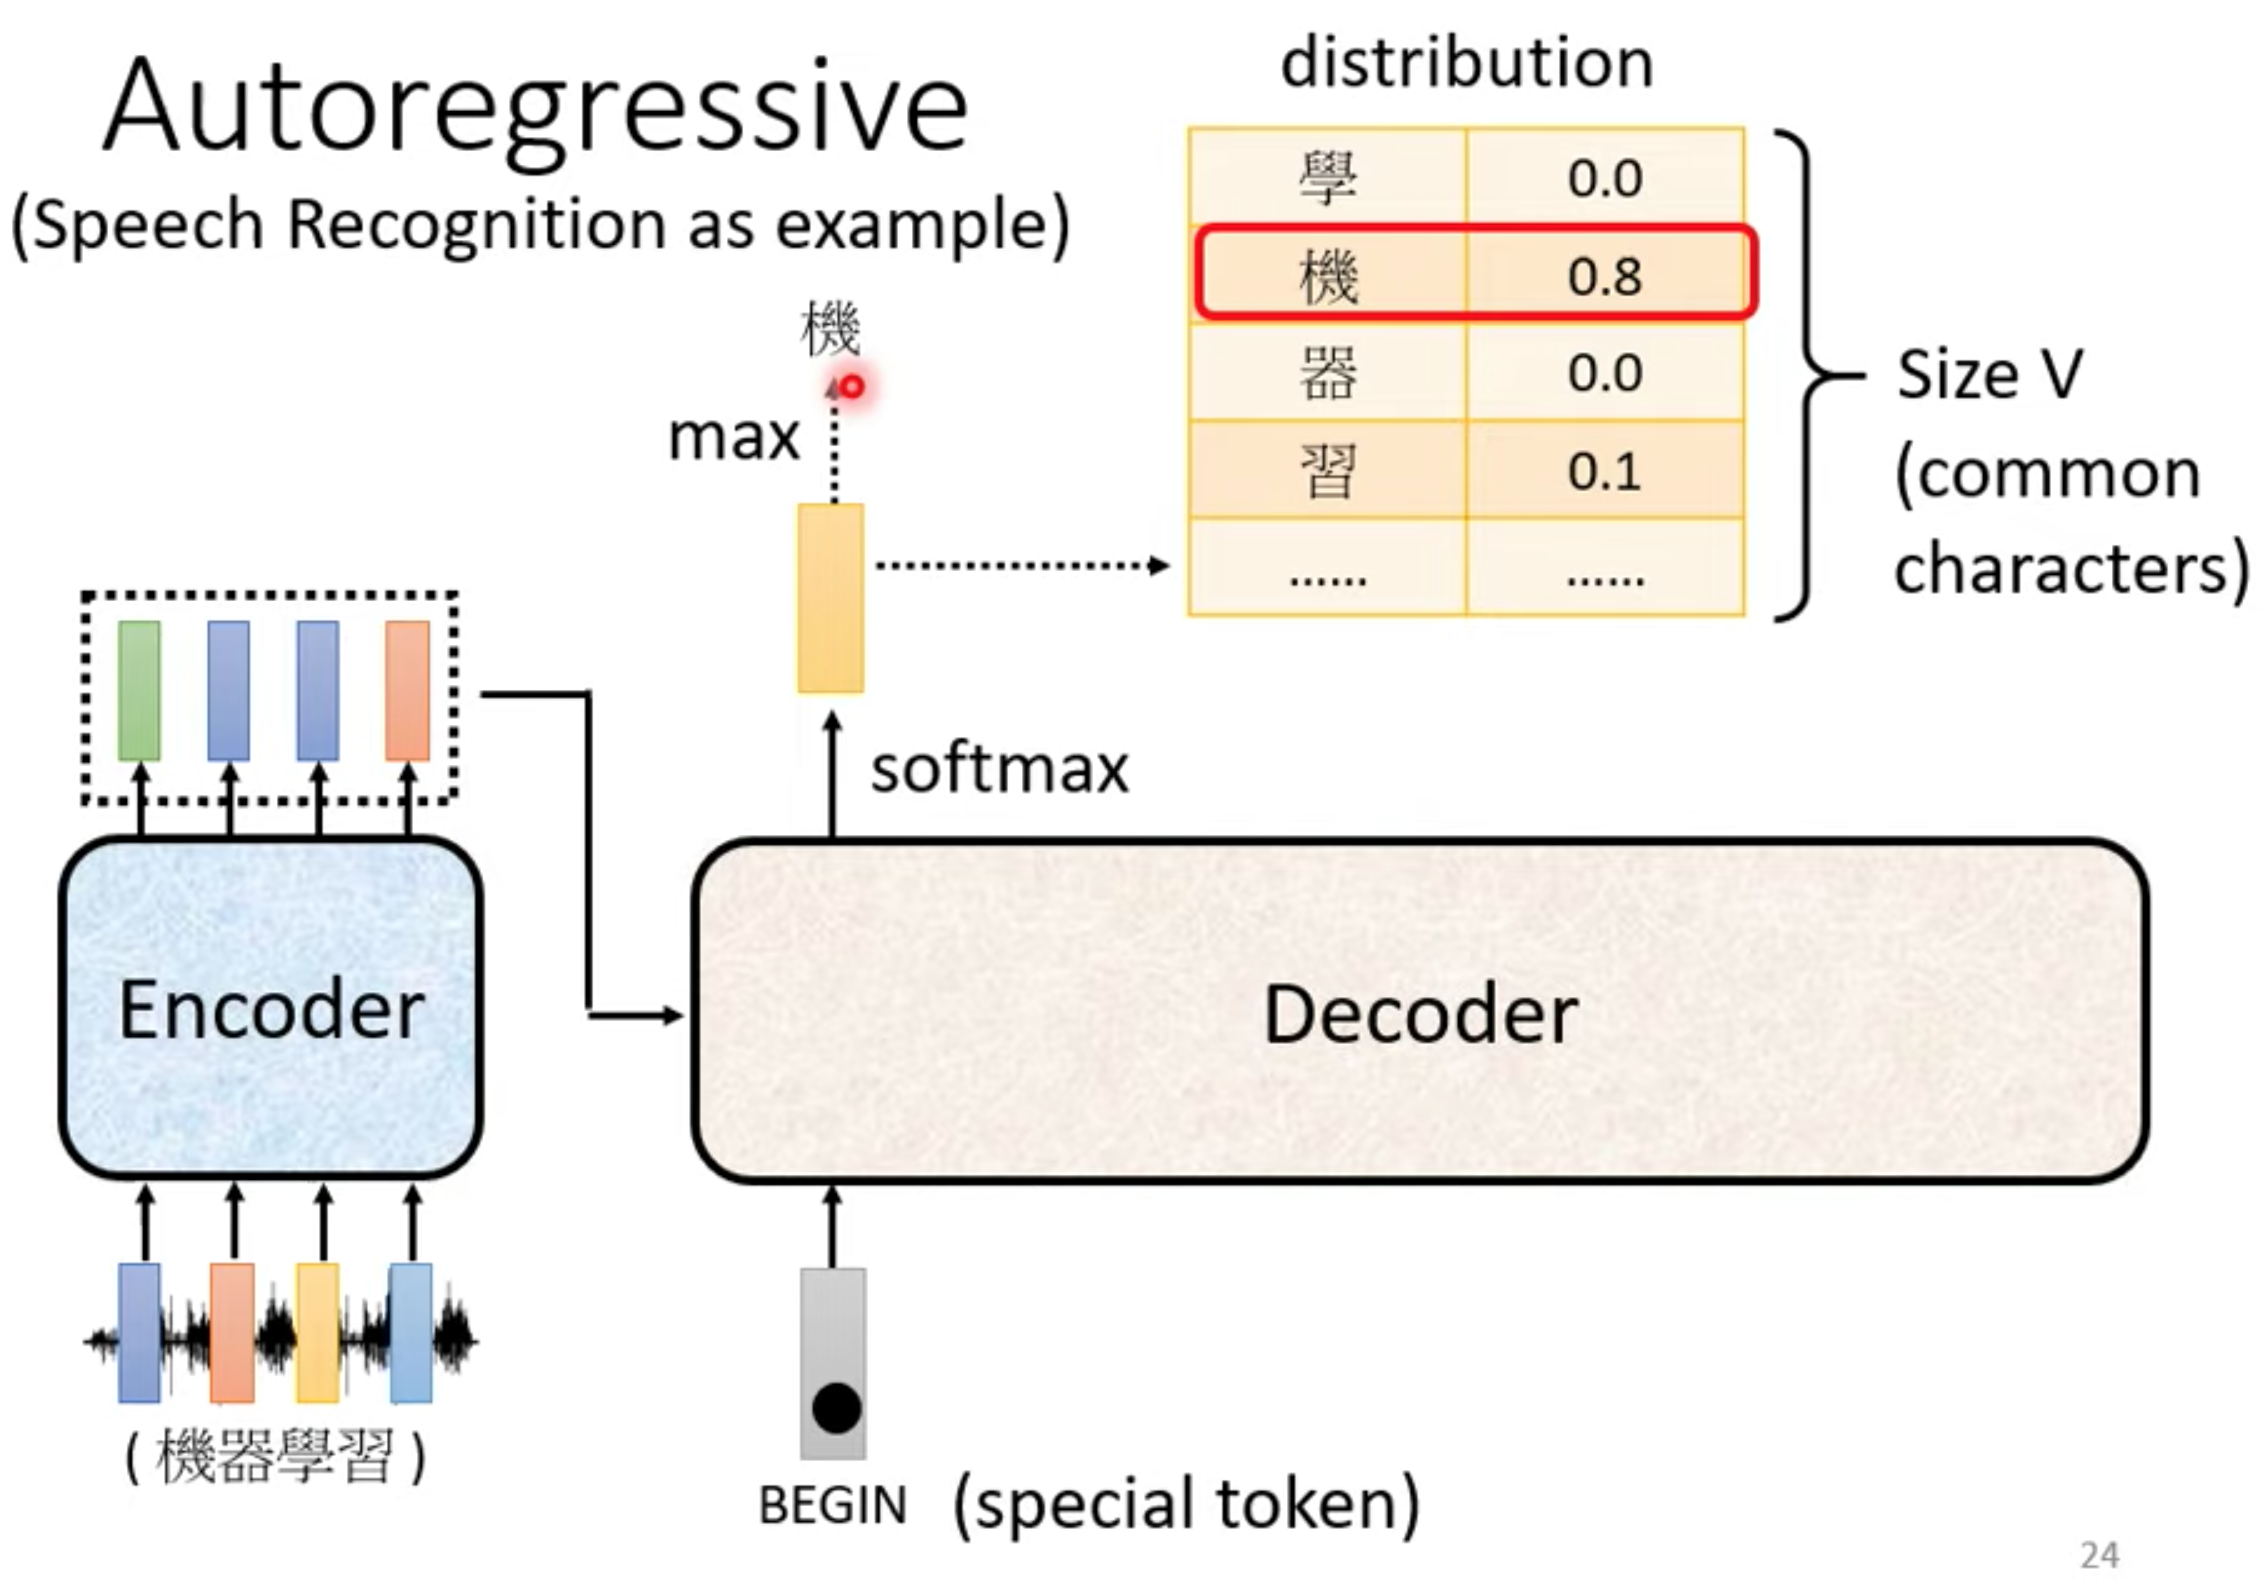 Autoregressive
(Speech Recognition as example)
distribution
學 0.0
機 0.8
器 0.0
習 0.1
...... ......
Size V
(common
characters)
機
max
softmax
Encoder
Decoder
( 機器學習 )
BEGIN (special token)
24